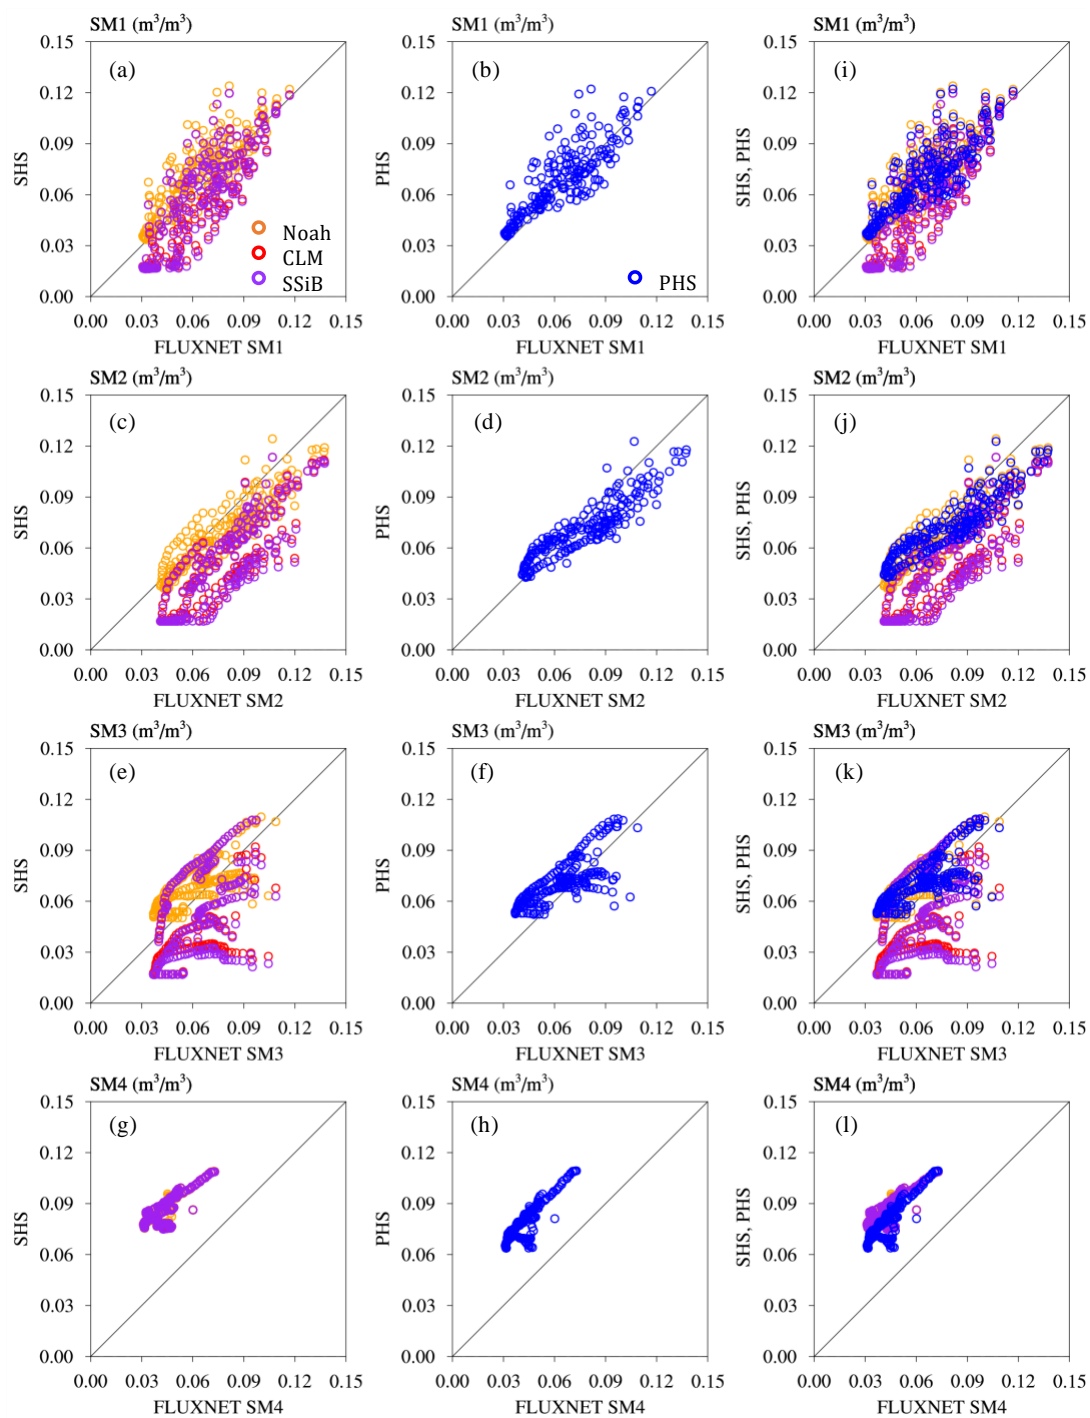 SM1 (m³/m³) SM1 (m³/m³) SM1 (m³/m³)
0.15 0.15 0.15
(a) (b) (i)
0.12 0.12 0.12
0.09 0.09 0.09
SHS PHS SHS, PHS
0.06 0.06 0.06
Noah
0.03 0.03 0.03
CLM
SSiB PHS
0.00 0.00 0.00
0.00 0.03 0.06 0.09 0.12 0.15 0.00 0.03 0.06 0.09 0.12 0.15 0.00 0.03 0.06 0.09 0.12 0.15
FLUXNET SM1 FLUXNET SM1 FLUXNET SM1
SM2 (m³/m³) SM2 (m³/m³) SM2 (m³/m³)
0.15 0.15 0.15
(c) (d) (j)
0.12 0.12 0.12
0.09 0.09 0.09
SHS PHS SHS, PHS
0.06 0.06 0.06
0.03 0.03 0.03
0.00 0.00 0.00
0.00 0.03 0.06 0.09 0.12 0.15 0.00 0.03 0.06 0.09 0.12 0.15 0.00 0.03 0.06 0.09 0.12 0.15
FLUXNET SM2 FLUXNET SM2 FLUXNET SM2
SM3 (m³/m³) SM3 (m³/m³) SM3 (m³/m³)
0.15 0.15 0.15
(e) (f) (k)
0.12 0.12 0.12
0.09 0.09 0.09
SHS PHS SHS, PHS
0.06 0.06 0.06
0.03 0.03 0.03
0.00 0.00 0.00
0.00 0.03 0.06 0.09 0.12 0.15 0.00 0.03 0.06 0.09 0.12 0.15 0.00 0.03 0.06 0.09 0.12 0.15
FLUXNET SM3 FLUXNET SM3 FLUXNET SM3
SM4 (m³/m³) SM4 (m³/m³) SM4 (m³/m³)
0.15 0.15 0.15
(g) (h) (l)
0.12 0.12 0.12
0.09 0.09 0.09
SHS PHS SHS, PHS
0.06 0.06 0.06
0.03 0.03 0.03
0.00 0.00 0.00
0.00 0.03 0.06 0.09 0.12 0.15 0.00 0.03 0.06 0.09 0.12 0.15 0.00 0.03 0.06 0.09 0.12 0.15
FLUXNET SM4 FLUXNET SM4 FLUXNET SM4